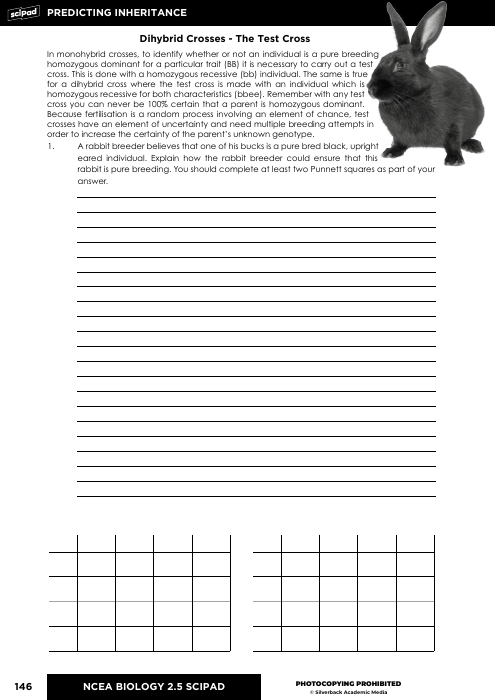 scipad PREDICTING INHERITANCE
Dihybrid Crosses - The Test Cross
In monohybrid crosses, to identify whether or not an individual is a pure breeding
homozygous dominant for a particular trait (BB) it is necessary to carry out a test
cross. This is done with a homozygous recessive (bb) individual. The same is true
for a dihybrid cross where the test cross is made with an individual which is
homozygous recessive for both characteristics (bbee). Remember with any test
cross you can never be 100% certain that a parent is homozygous dominant.
Because fertilisation is a random process involving an element of chance, test
crosses have an element of uncertainty and need multiple breeding attempts in
order to increase the certainty of the parent's unknown genotype.
1. A rabbit breeder believes that one of his bucks is a pure bred black, upright
eared individual. Explain how the rabbit breeder could ensure that this
rabbit is pure breeding. You should complete at least two Punnett squares as part of your
answer.
146 NCEA BIOLOGY 2.5 SCIPAD PHOTOCOPYING PROHIBITED
© Silverback Academic Media